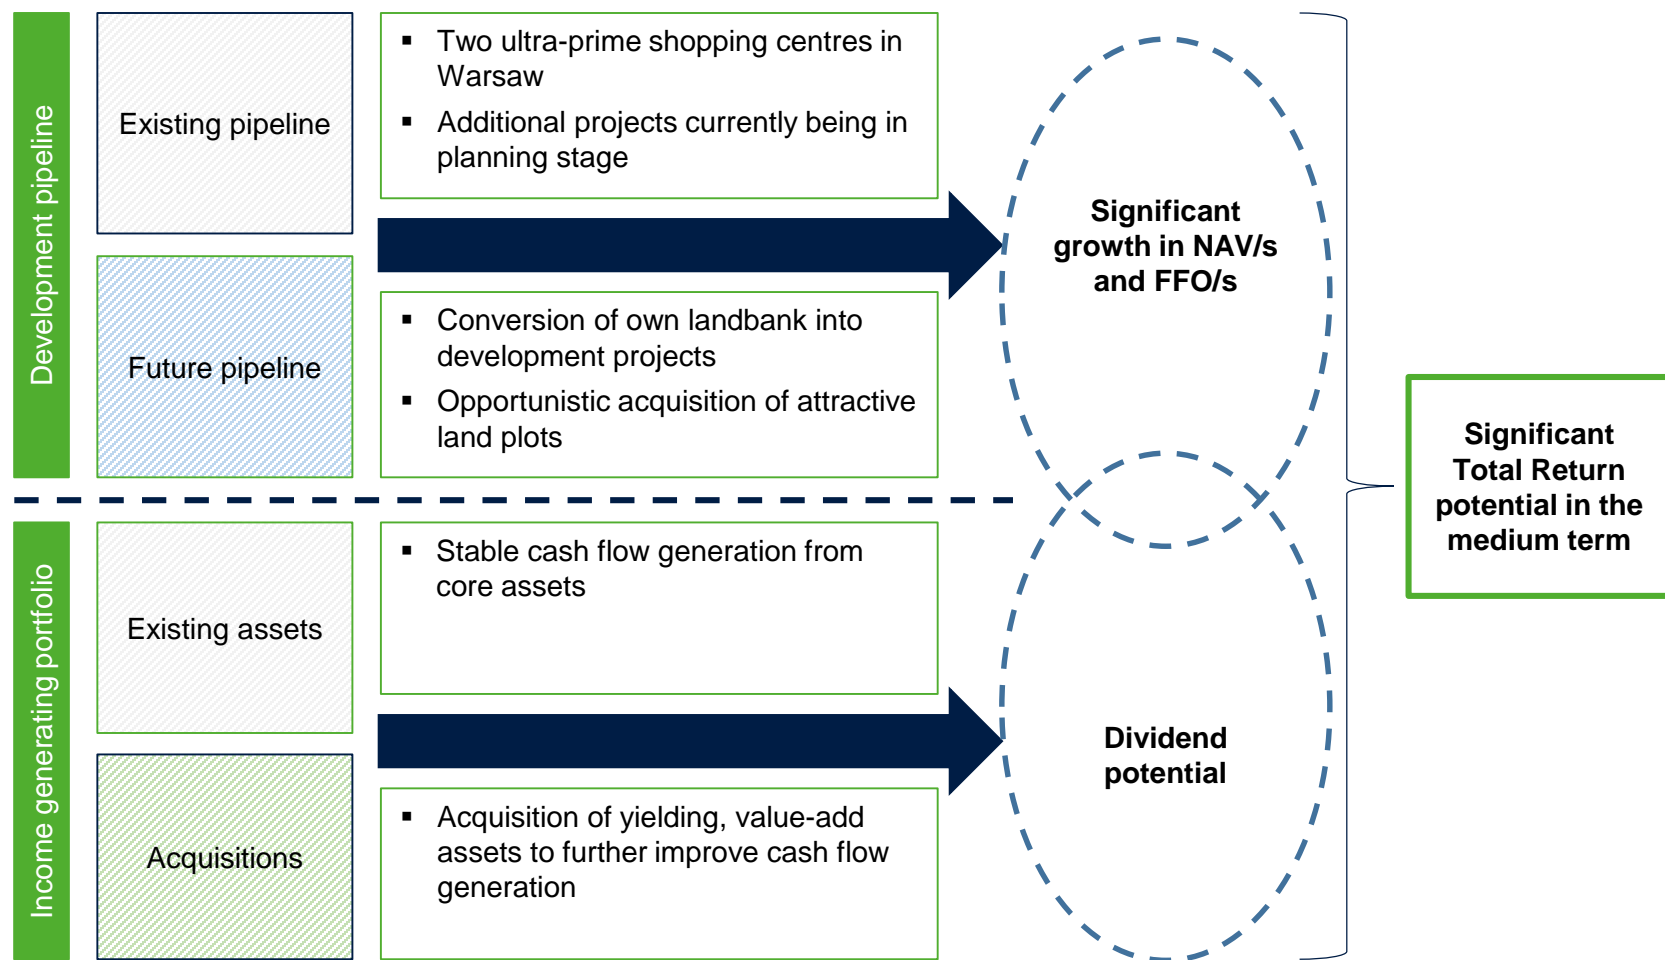 Development pipeline
Existing pipeline
▪ Two ultra-prime shopping centres in
Warsaw
▪ Additional projects currently being in
planning stage
Future pipeline
▪ Conversion of own landbank into
development projects
▪ Opportunistic acquisition of attractive
land plots
Significant
growth in NAV/s
and FFO/s
Income generating portfolio
Existing assets
▪ Stable cash flow generation from
core assets
Acquisitions
▪ Acquisition of yielding, value-add
assets to further improve cash flow
generation
Dividend
potential
Significant
Total Return
potential in the
medium term